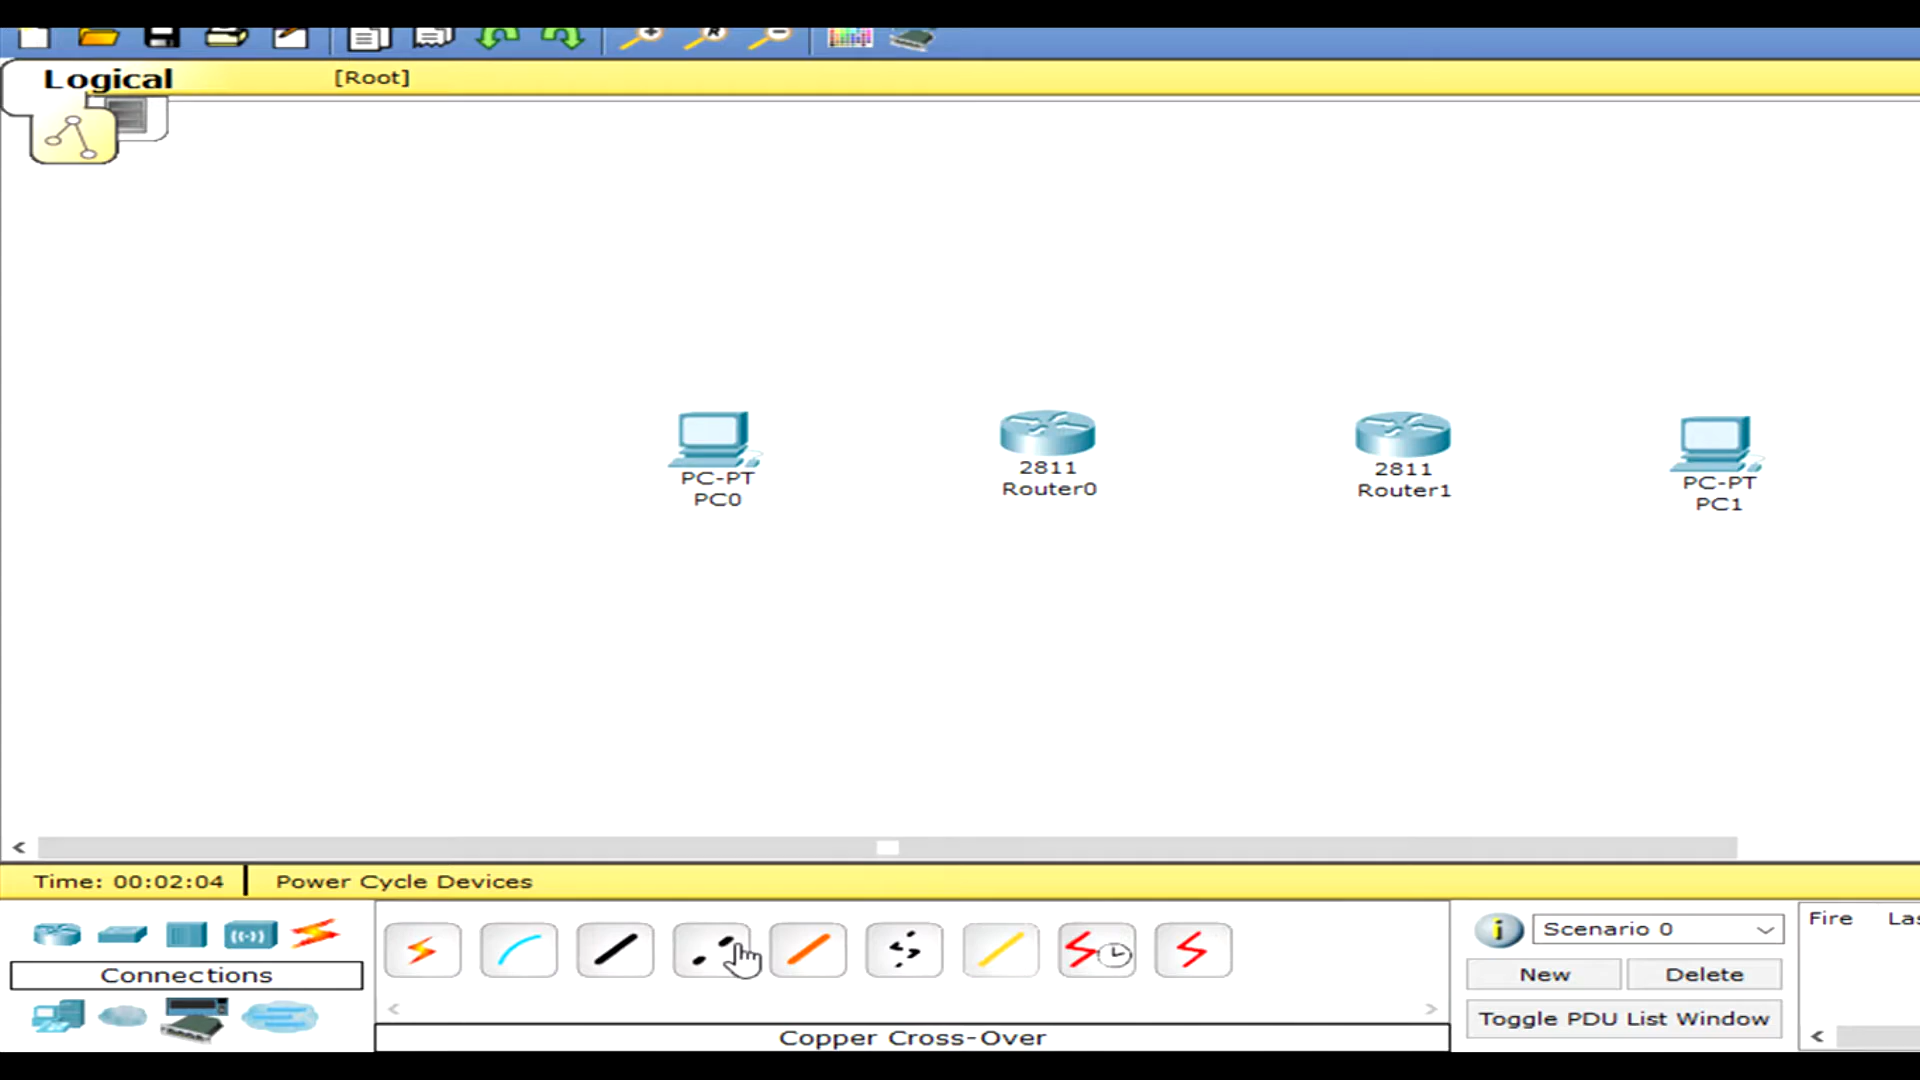 Logical
[Root]
PC-PT
PC0
2811
Router0
2811
Router1
PC-PT
PC1
Time: 00:02:04
Power Cycle Devices
Connections
Copper Cross-Over
Scenario 0
New
Delete
Toggle PDU List Window
Fire